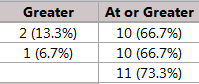 Greater At or Greater
2 (13.3%) 10 (66.7%)
1 (6.7%) 10 (66.7%)
11 (73.3%)